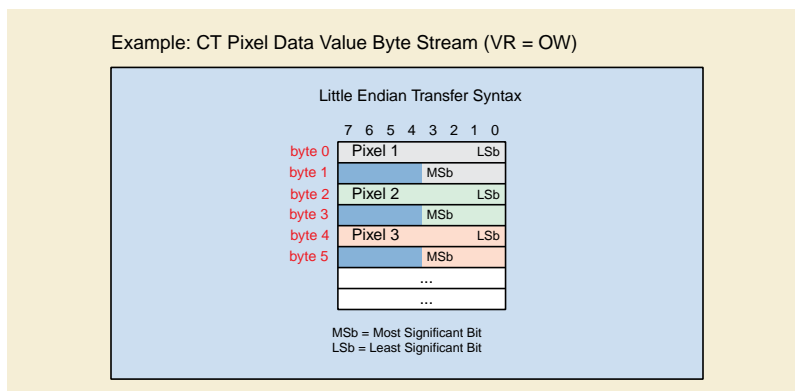 Example: CT Pixel Data Value Byte Stream (VR = OW)
Little Endian Transfer Syntax
7 6 5 4 3 2 1 0
byte 0 Pixel 1 LSb
byte 1 MSb
byte 2 Pixel 2 LSb
byte 3 MSb
byte 4 Pixel 3 LSb
byte 5 MSb
...
...
MSb = Most Significant Bit
LSb = Least Significant Bit